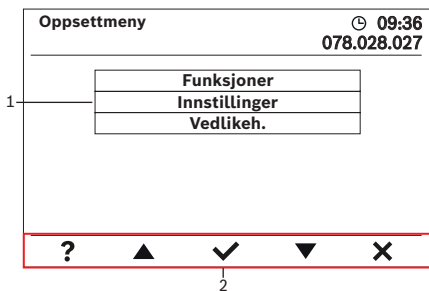 Oppsettmeny 09:36
078.028.027
Funksjoner
1 Innstillinger
Vedlikeh.
?
2